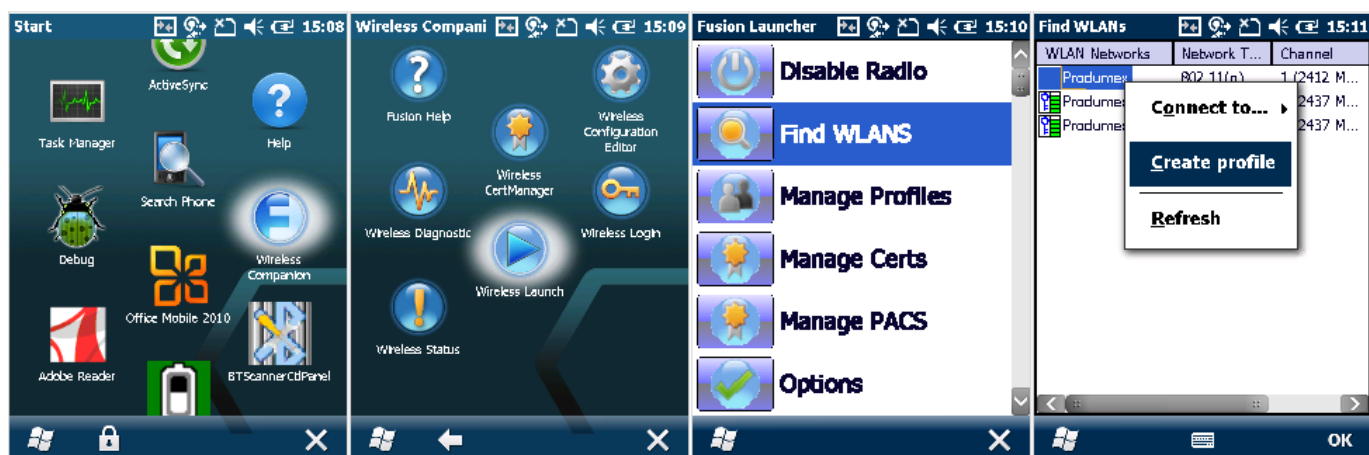 Start 15:08
ActiveSync
Task Manager
Help
Search Phone
Debug
Wireless
Companion
Office Mobile 2010
Adobe Reader
BTScannerCtlPanel
Wireless Compani 15:09
Fusion Help
Wireless
Configuration
Editor
Wireless
CertManager
Wireless Diagnostic
Wireless Login
Wireless Launch
Wireless Status
Fusion Launcher 15:10
Disable Radio
Find WLANS
Manage Profiles
Manage Certs
Manage PACS
Options
Find WLANs 15:11
WLAN Networks Network T... Channel
Produmex 802.11(n) 1 (2412 M...
Produmex 2437 M...
Produmex 2437 M...
Connect to...
Create profile
Refresh
OK